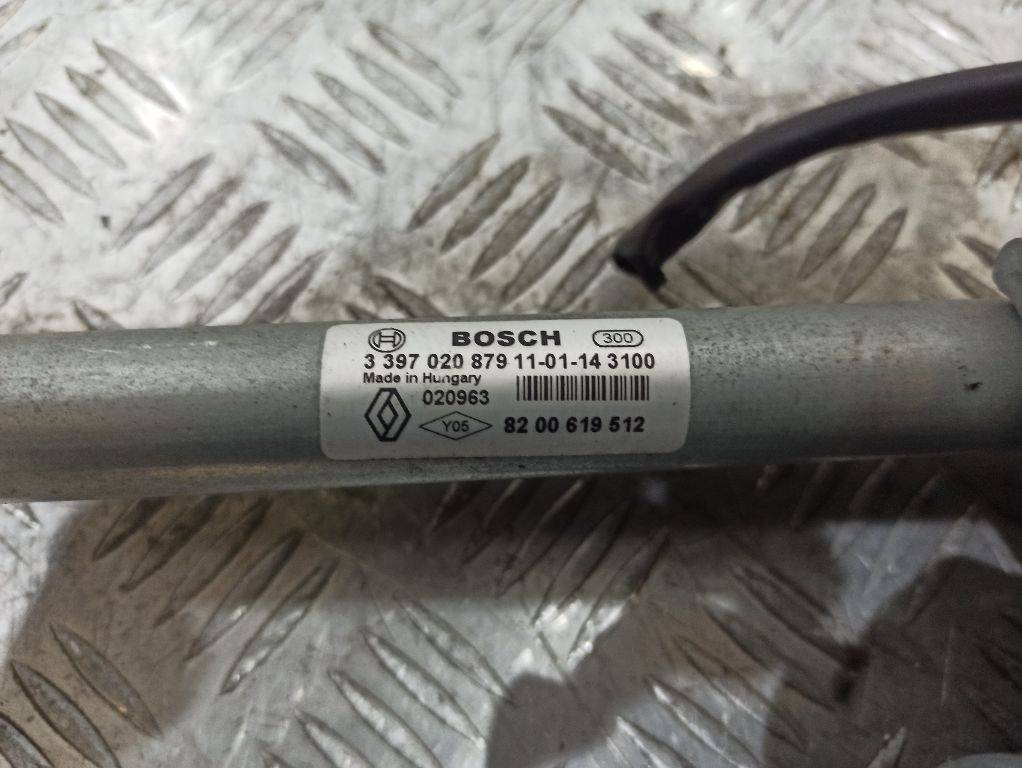 BOSCH 300
3 397 020 879 11-01-14 3100
Made in Hungary
020963
Y05 82 00 619 512